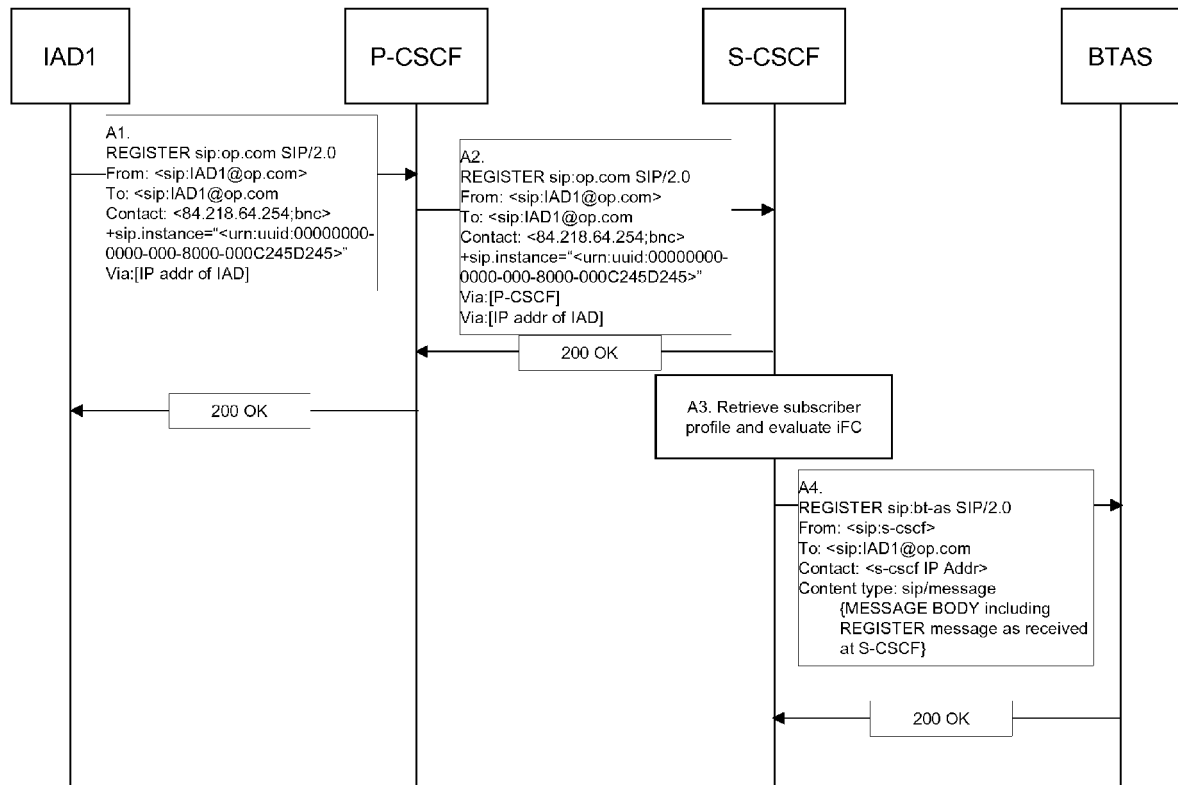 IAD1
P-CSCF
S-CSCF
BTAS
A1.
REGISTER sip:op.com SIP/2.0
From: <sip:IAD1@op.com>
To: <sip:IAD1@op.com
Contact: <84.218.64.254;bnc>
+sip.instance=“<urn:uuid:00000000-
0000-000-8000-000C245D245>”
Via:[IP addr of IAD]
A2.
REGISTER sip:op.com SIP/2.0
From: <sip:IAD1@op.com>
To: <sip:IAD1@op.com
Contact: <84.218.64.254;bnc>
+sip.instance=“<urn:uuid:00000000-
0000-000-8000-000C245D245>”
Via:[P-CSCF]
Via:[IP addr of IAD]
200 OK
200 OK
A3. Retrieve subscriber
profile and evaluate iFC
A4.
REGISTER sip:bt-as SIP/2.0
From: <sip:s-cscf>
To: <sip:IAD1@op.com
Contact: <s-cscf IP Addr>
Content type: sip/message
{MESSAGE BODY including
REGISTER message as received
at S-CSCF}
200 OK